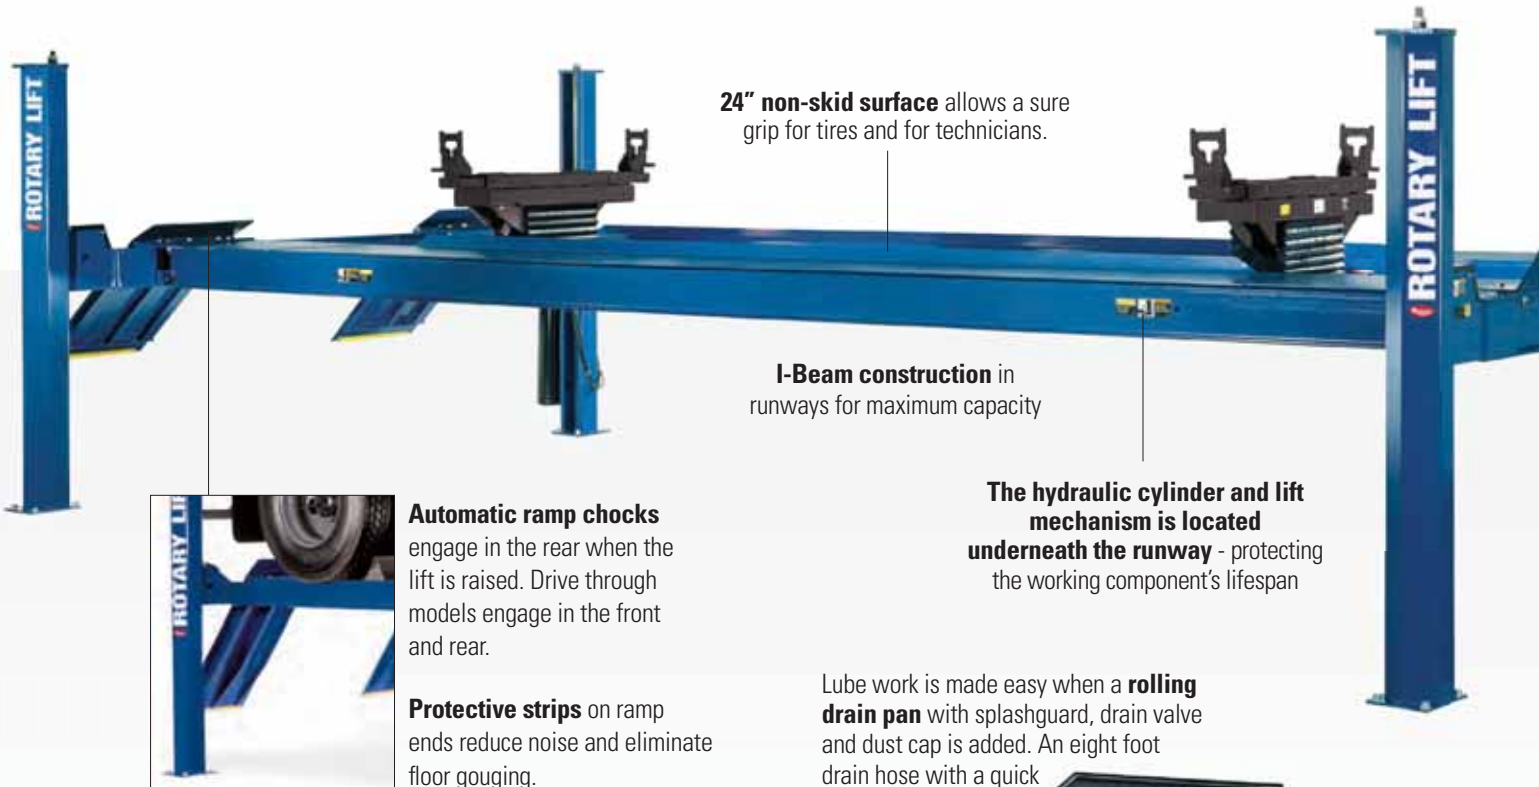 ROTARY LIFT
24” non-skid surface allows a sure
grip for tires and for technicians.
ROTARY LIFT
I-Beam construction in
runways for maximum capacity
The hydraulic cylinder and lift
mechanism is located
underneath the runway - protecting
the working component’s lifespan
ROTARY LIF
Automatic ramp chocks
engage in the rear when the
lift is raised. Drive through
models engage in the front
and rear.
Protective strips on ramp
ends reduce noise and eliminate
floor gouging.
Lube work is made easy when a rolling
drain pan with splashguard, drain valve
and dust cap is added. An eight foot
drain hose with a quick